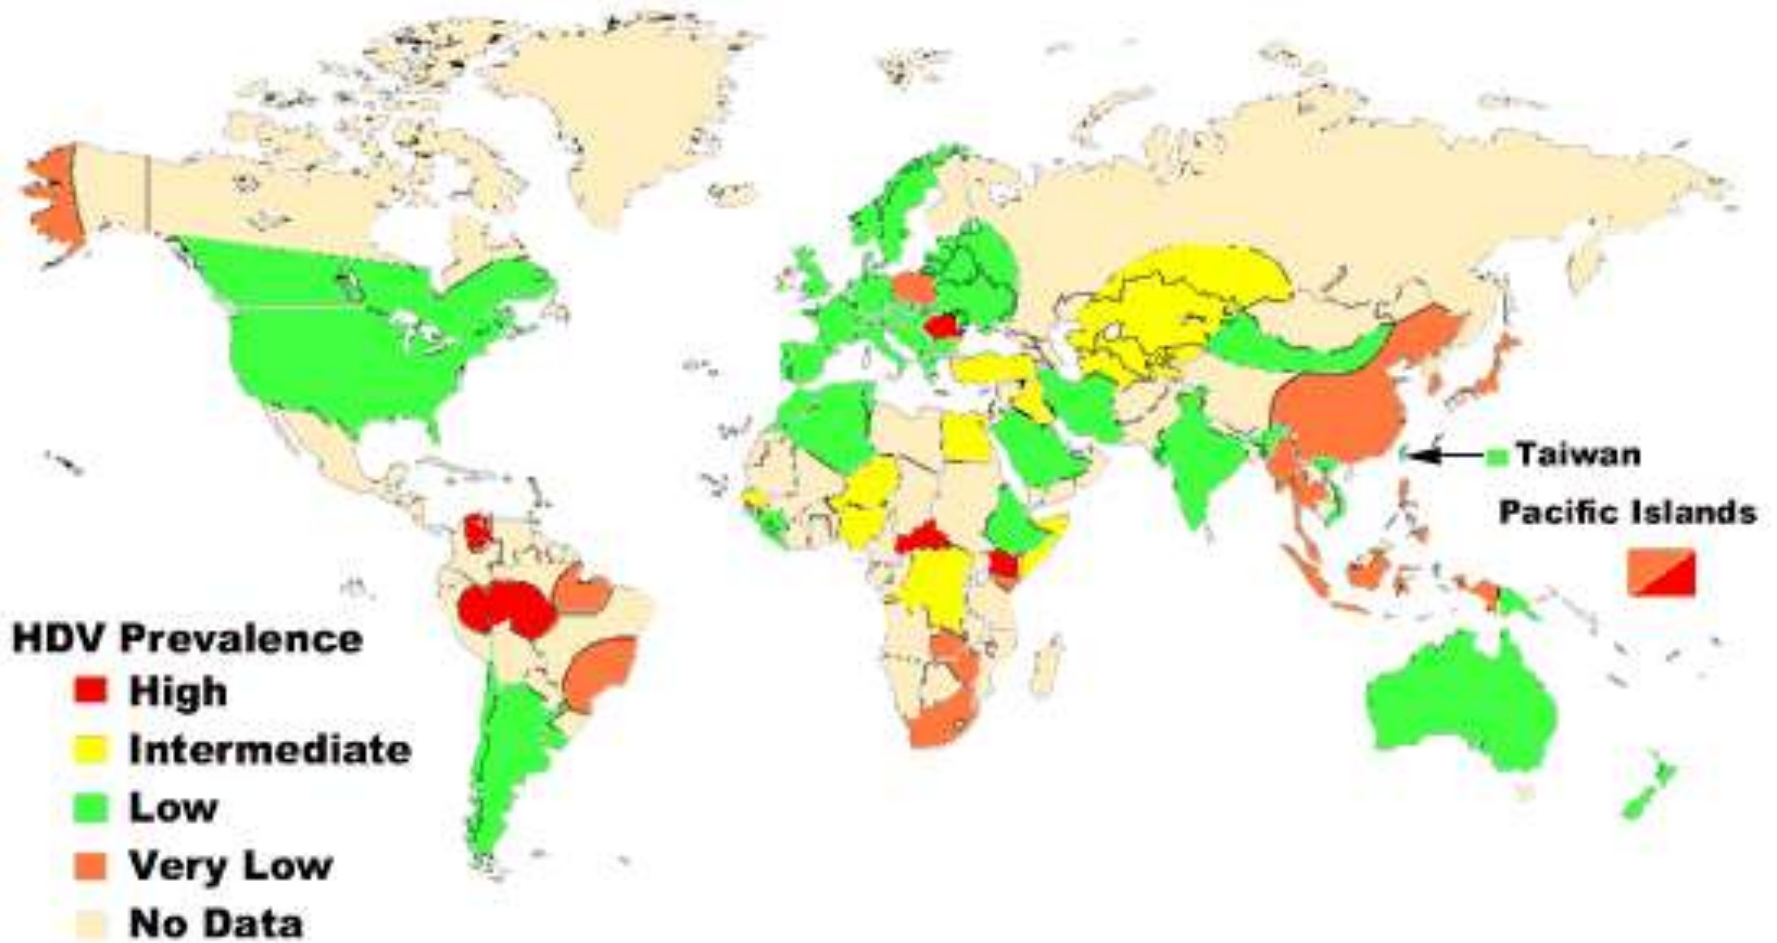 Taiwan
Pacific Islands
HDV Prevalence
High
Intermediate
Low
Very Low
No Data